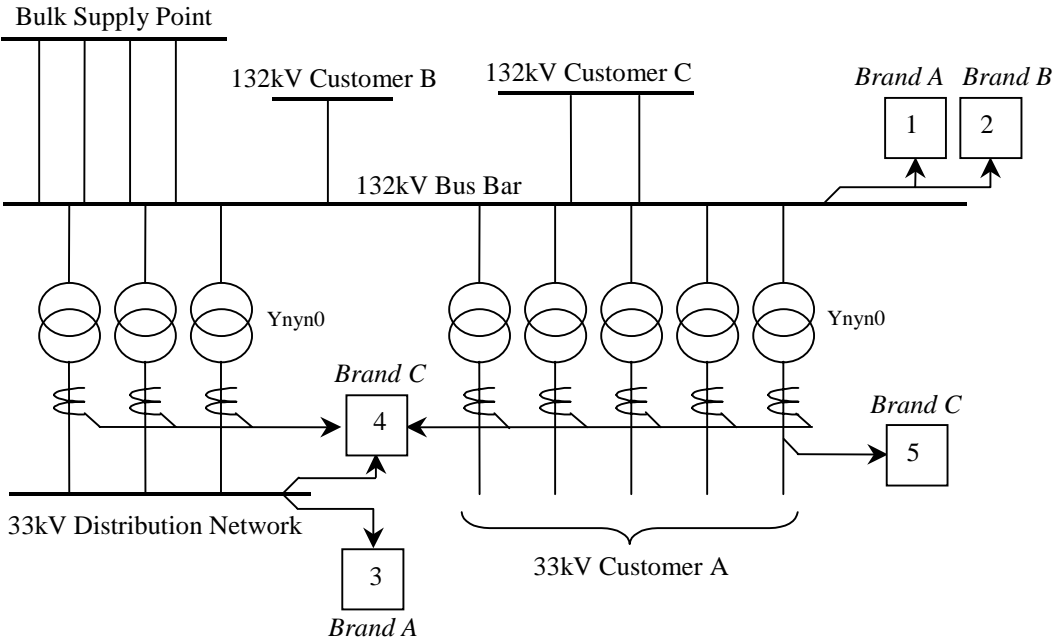 Bulk Supply Point
132kV Customer B
132kV Customer C
Brand A
Brand B
1
2
132kV Bus Bar
Ynyn0
Ynyn0
Brand C
4
Brand C
5
33kV Distribution Network
33kV Customer A
3
Brand A